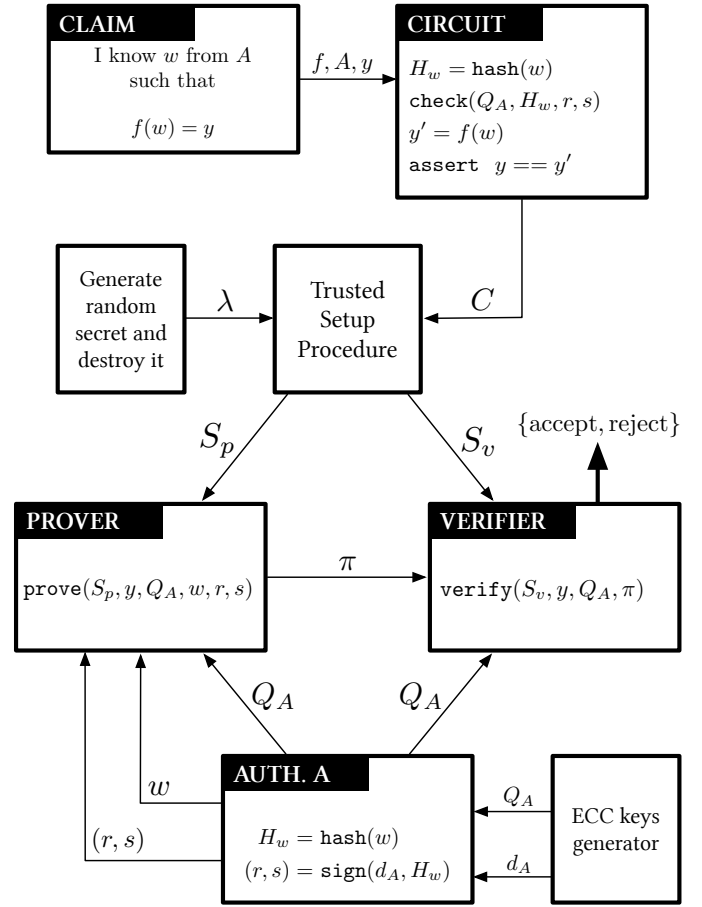 CLAIM
I know w from A
such that
f(w) = y
f, A, y
CIRCUIT
H_w = hash(w)
check(Q_A, H_w, r, s)
y′ = f(w)
assert y == y′
Generate
random
secret and
destroy it
λ
Trusted
Setup
Procedure
C
S_p
S_v
{accept, reject}
PROVER
prove(S_p, y, Q_A, w, r, s)
π
VERIFIER
verify(S_v, y, Q_A, π)
Q_A
Q_A
w
(r, s)
AUTH. A
H_w = hash(w)
(r, s) = sign(d_A, H_w)
Q_A
d_A
ECC keys
generator